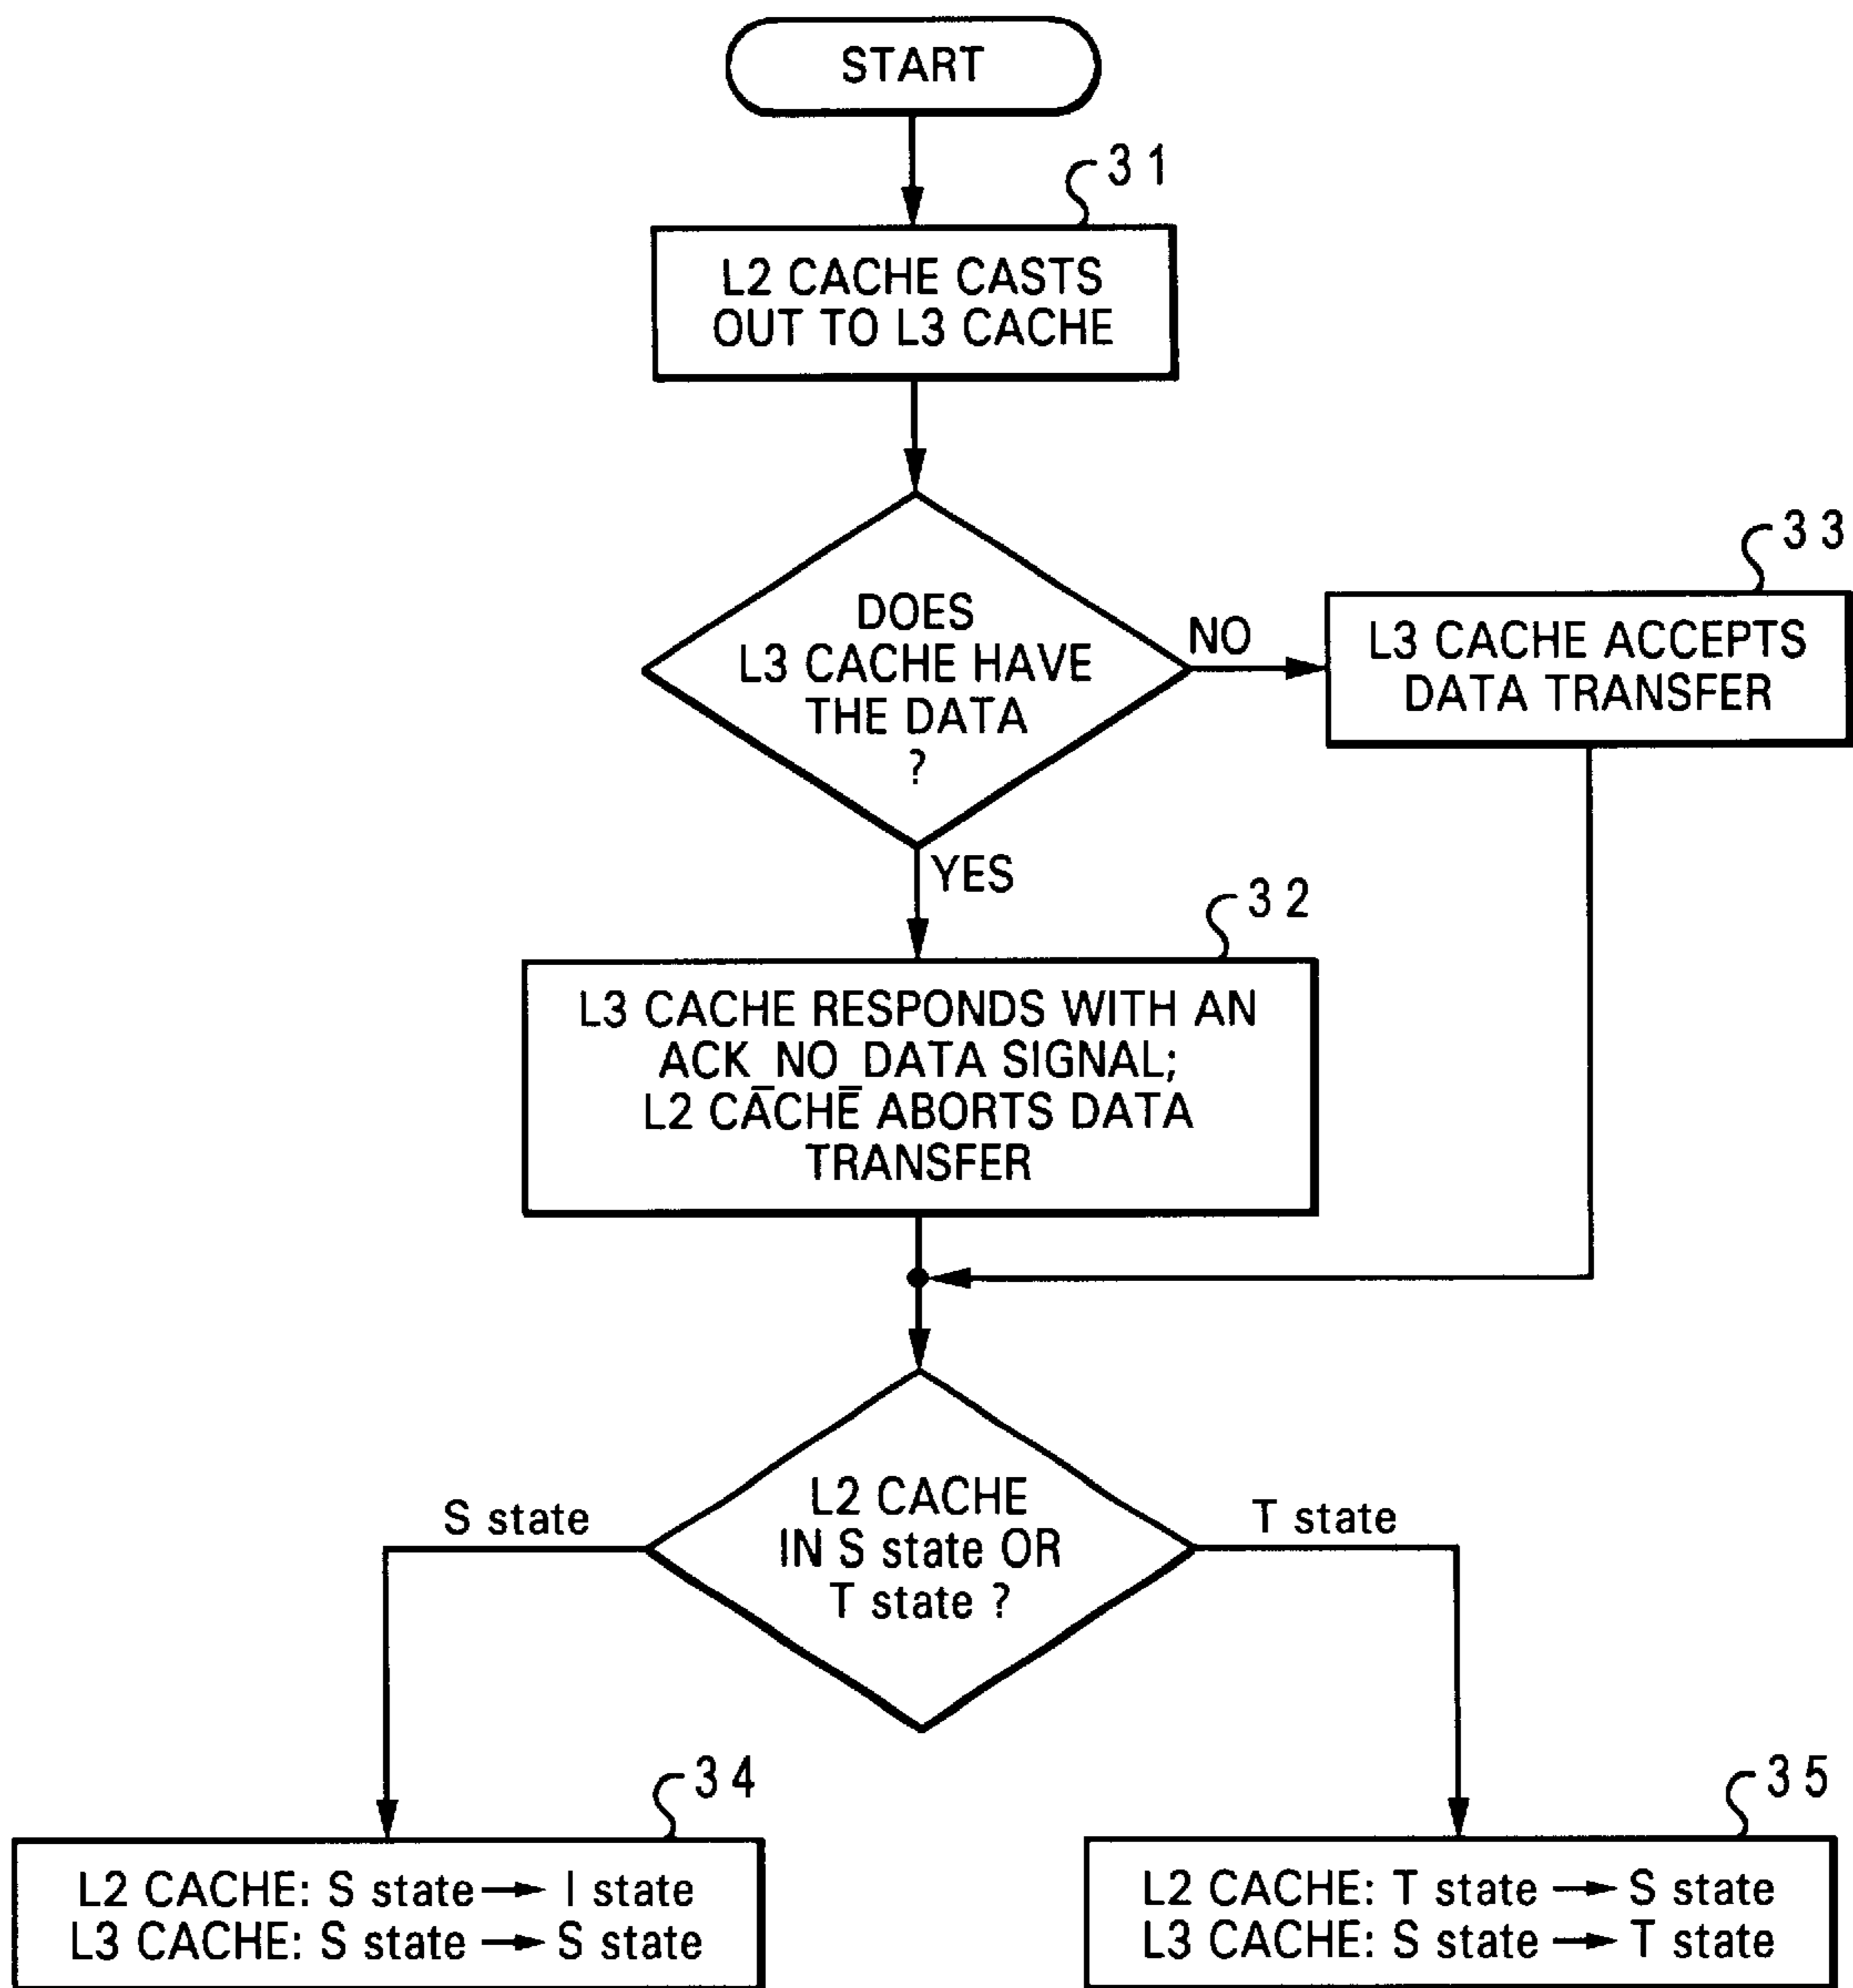 START
31
L2 CACHE CASTS
OUT TO L3 CACHE
DOES
L3 CACHE HAVE
THE DATA
?
NO
33
L3 CACHE ACCEPTS
DATA TRANSFER
YES
32
L3 CACHE RESPONDS WITH AN
ACK_NO_DATA SIGNAL;
L2 CACHE ABORTS DATA
TRANSFER
L2 CACHE
IN S state OR
T state ?
S state
T state
34
L2 CACHE: S state → I state
L3 CACHE: S state → S state
35
L2 CACHE: T state → S state
L3 CACHE: S state → T state